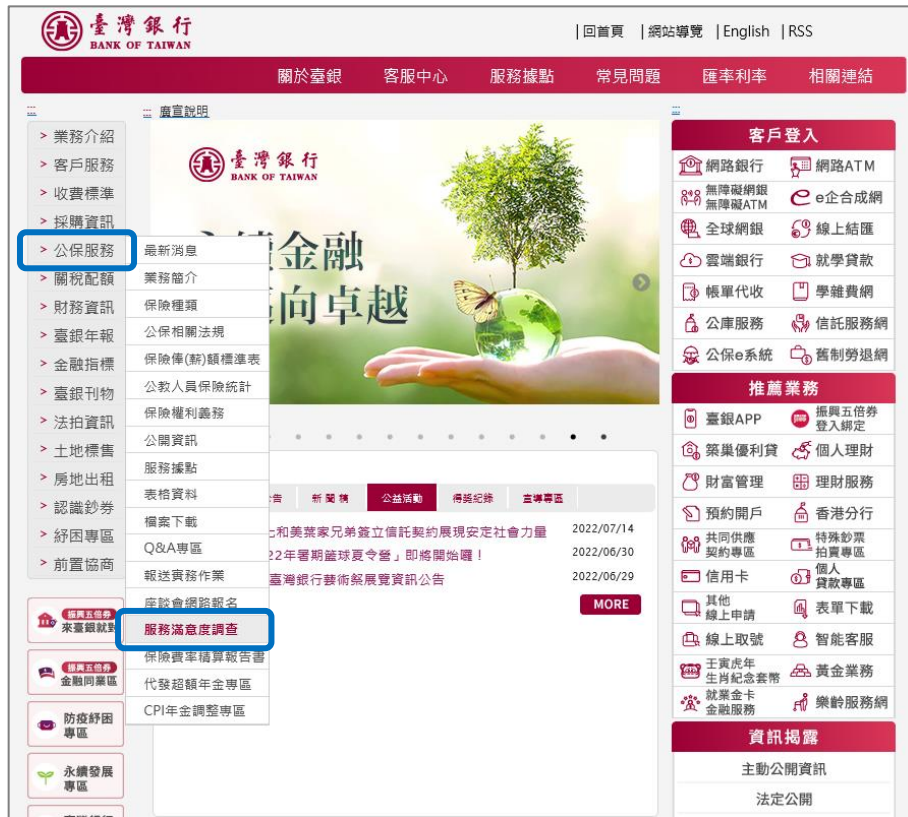 臺灣銀行
BANK OF TAIWAN
|回首頁 |網站導覽 |English |RSS
關於臺銀 客服中心 服務據點 常見問題 匯率利率 相關連結
:::
> 業務介紹
> 客戶服務
> 收費標準
> 採購資訊
> 公保服務
> 關稅配額
> 財務資訊
> 臺銀年報
> 金融指標
> 臺銀刊物
> 法拍資訊
> 土地標售
> 房地出租
> 認識鈔券
> 紓困專區
> 前置協商
振興五倍券
來臺銀就對
振興五倍券
金融同業區
防疫紓困
專區
永續發展
專區
最新消息
業務簡介
保險種類
公保相關法規
保險俸(薪)額標準表
公教人員保險統計
保險權利義務
公開資訊
服務據點
表格資料
檔案下載
Q&A專區
報送實務作業
座談會網路報名
服務滿意度調查
保險費率精算報告書
代發超額年金專區
CPI年金調整專區
::: 廣宣說明
臺灣銀行
BANK OF TAIWAN
金融
向卓越
告 新聞稿 公益活動 得獎紀錄 宣導專區
和美葉家兄弟簽立信託契約展現安定社會力量 2022/07/14
22年暑期籃球夏令營」即將開始囉! 2022/06/30
臺灣銀行藝術祭展覽資訊公告 2022/06/29
MORE
:::
客戶登入
網路銀行 網路ATM
無障礙網銀
無障礙ATM
e企合成網
全球網銀 線上結匯
雲端銀行 就學貸款
帳單代收 學雜費網
公庫服務 信託服務網
公保e系統 舊制勞退網
推薦業務
臺銀APP 振興五倍券
登入綁定
築巢優利貸 個人理財
財富管理 理財服務
預約開戶 香港分行
共同供應
契約專區
特殊鈔票
拍賣專區
信用卡 個人
貸款專區
其他
線上申請
表單下載
線上取號 智能客服
壬寅虎年
生肖紀念套幣
黃金業務
就業金卡
金融服務
樂齡服務網
資訊揭露
主動公開資訊
法定公開